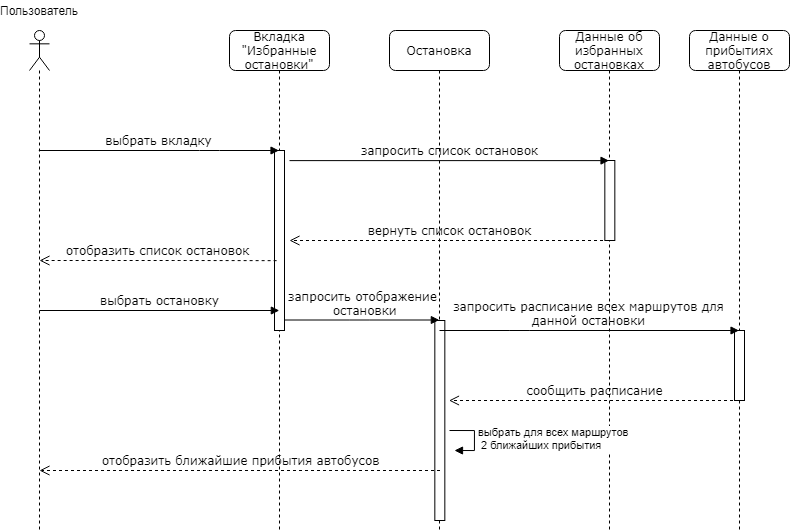 Пользователь
Вкладка
"Избранные
остановки"
Остановка
Данные об
избранных
остановках
Данные о
прибытиях
автобусов
выбрать вкладку
запросить список остановок
вернуть список остановок
отобразить список остановок
выбрать остановку
запросить отображение
остановки
запросить расписание всех маршрутов для
данной остановки
сообщить расписание
выбрать для всех маршрутов
2 ближайших прибытия
отобразить ближайшие прибытия автобусов